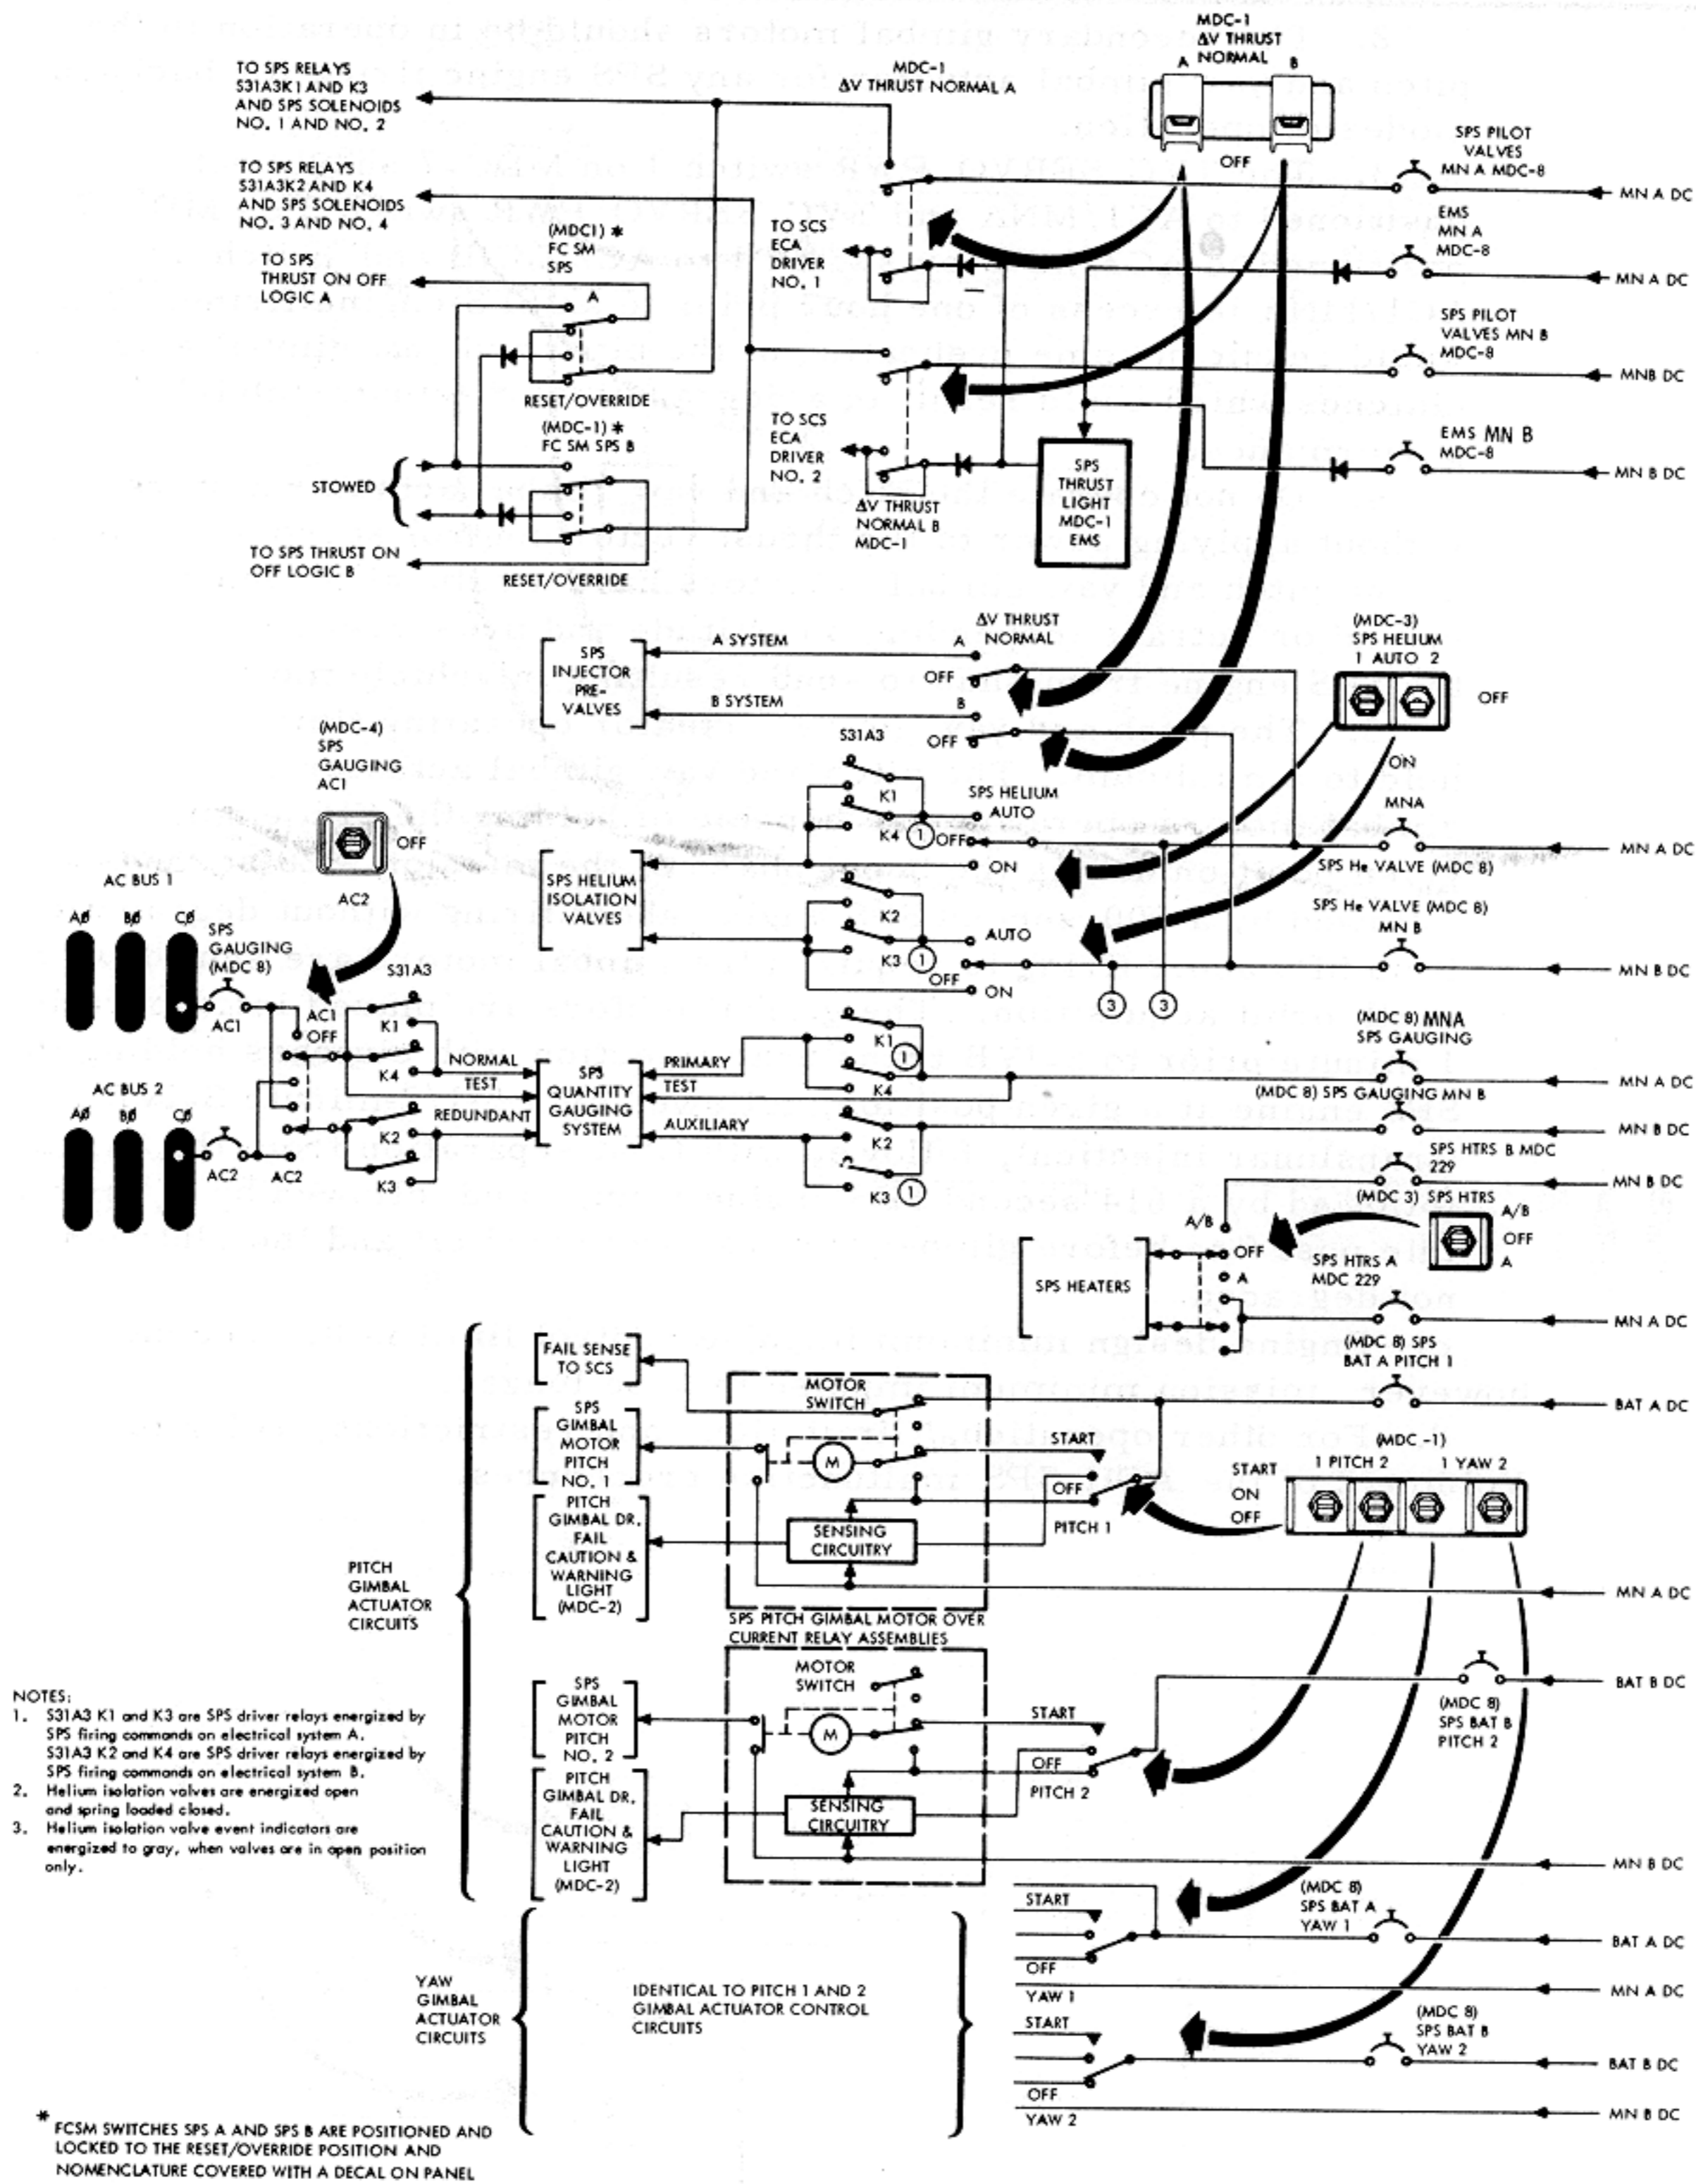 MDC-1
ΔV THRUST
NORMAL
A
B
OFF
TO SPS RELAYS
S31A3K1 AND K3
AND SPS SOLENOIDS
NO. 1 AND NO. 2
MDC-1
ΔV THRUST NORMAL A
SPS PILOT
VALVES
MN A MDC-8
MN A DC
TO SPS RELAYS
S31A3K2 AND K4
AND SPS SOLENOIDS
NO. 3 AND NO. 4
EMS
MN A
MDC-8
MN A DC
(MDC1) *
FC SM
SPS
A
TO SCS
ECA
DRIVER
NO. 1
TO SPS
THRUST ON OFF
LOGIC A
SPS PILOT
VALVES MN B
MDC-8
MNB DC
RESET/OVERRIDE
(MDC-1) *
FC SM SPS B
TO SCS
ECA
DRIVER
NO. 2
EMS MN B
MDC-8
MN B DC
STOWED
SPS
THRUST
LIGHT
MDC-1
EMS
ΔV THRUST
NORMAL B
MDC-1
TO SPS THRUST ON
OFF LOGIC B
RESET/OVERRIDE
ΔV THRUST
NORMAL
A
OFF
B
OFF
A SYSTEM
B SYSTEM
SPS
INJECTOR
PRE-
VALVES
(MDC-3)
SPS HELIUM
1 AUTO 2
OFF
ON
(MDC-4)
SPS
GAUGING
AC1
OFF
AC2
S31A3
K1
K4
1
SPS HELIUM
AUTO
OFF
ON
MNA
SPS He VALVE (MDC 8)
MN A DC
SPS HELIUM
ISOLATION
VALVES
K2
K3
1
AUTO
OFF
ON
SPS He VALVE (MDC 8)
MN B
MN B DC
3
3
AC BUS 1
AØ BØ CØ
SPS
GAUGING
(MDC 8)
AC1
AC1
OFF
S31A3
K1
K4
NORMAL
TEST
SPS
QUANTITY
GAUGING
SYSTEM
PRIMARY
TEST
K1
1
K4
(MDC 8) MNA
SPS GAUGING
MN A DC
AC BUS 2
AØ BØ CØ
AC2
AC2
K2
K3
REDUNDANT
AUXILIARY
K2
K3
1
(MDC 8) SPS GAUGING MN B
MN B DC
SPS HTRS B MDC
229
MN B DC
(MDC 3) SPS HTRS
A/B
OFF
A
A/B
OFF
A
SPS HEATERS
SPS HTRS A
MDC 229
MN A DC
(MDC 8) SPS
BAT A PITCH 1
BAT A DC
FAIL SENSE
TO SCS
MOTOR
SWITCH
SPS
GIMBAL
MOTOR
PITCH
NO. 1
M
START
OFF
PITCH 1
(MDC -1)
1 PITCH 2
1 YAW 2
START
ON
OFF
PITCH
GIMBAL DR.
FAIL
CAUTION &
WARNING
LIGHT
(MDC-2)
SENSING
CIRCUITRY
MN A DC
PITCH
GIMBAL
ACTUATOR
CIRCUITS
SPS PITCH GIMBAL MOTOR OVER
CURRENT RELAY ASSEMBLIES
MOTOR
SWITCH
SPS
GIMBAL
MOTOR
PITCH
NO. 2
M
START
OFF
PITCH 2
BAT B DC
(MDC 8)
SPS BAT B
PITCH 2
PITCH
GIMBAL DR.
FAIL
CAUTION &
WARNING
LIGHT
(MDC-2)
SENSING
CIRCUITRY
MN B DC
NOTES:
1. S31A3 K1 and K3 are SPS driver relays energized by
SPS firing commands on electrical system A.
S31A3 K2 and K4 are SPS driver relays energized by
SPS firing commands on electrical system B.
2. Helium isolation valves are energized open
and spring loaded closed.
3. Helium isolation valve event indicators are
energized to gray, when valves are in open position
only.
START
OFF
YAW 1
(MDC 8)
SPS BAT A
YAW 1
BAT A DC
MN A DC
YAW
GIMBAL
ACTUATOR
CIRCUITS
IDENTICAL TO PITCH 1 AND 2
GIMBAL ACTUATOR CONTROL
CIRCUITS
START
OFF
YAW 2
(MDC 8)
SPS BAT B
YAW 2
BAT B DC
MN B DC
* FCSM SWITCHES SPS A AND SPS B ARE POSITIONED AND
LOCKED TO THE RESET/OVERRIDE POSITION AND
NOMENCLATURE COVERED WITH A DECAL ON PANEL